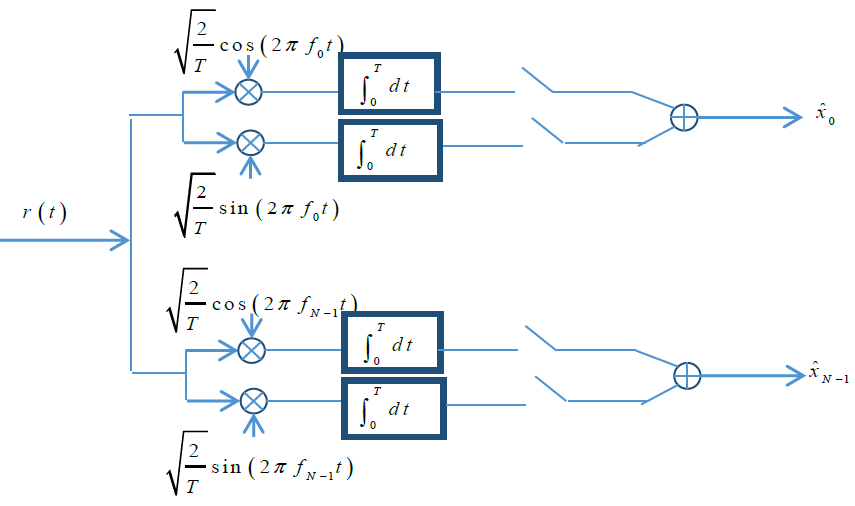 √(2/T) cos(2π f₀t)
∫₀ᵀ dt
x̂₀
∫₀ᵀ dt
√(2/T) sin(2π f₀t)
r(t)
√(2/T) cos(2π f_{N−1}t)
∫₀ᵀ dt
x̂_{N−1}
∫₀ᵀ dt
√(2/T) sin(2π f_{N−1}t)